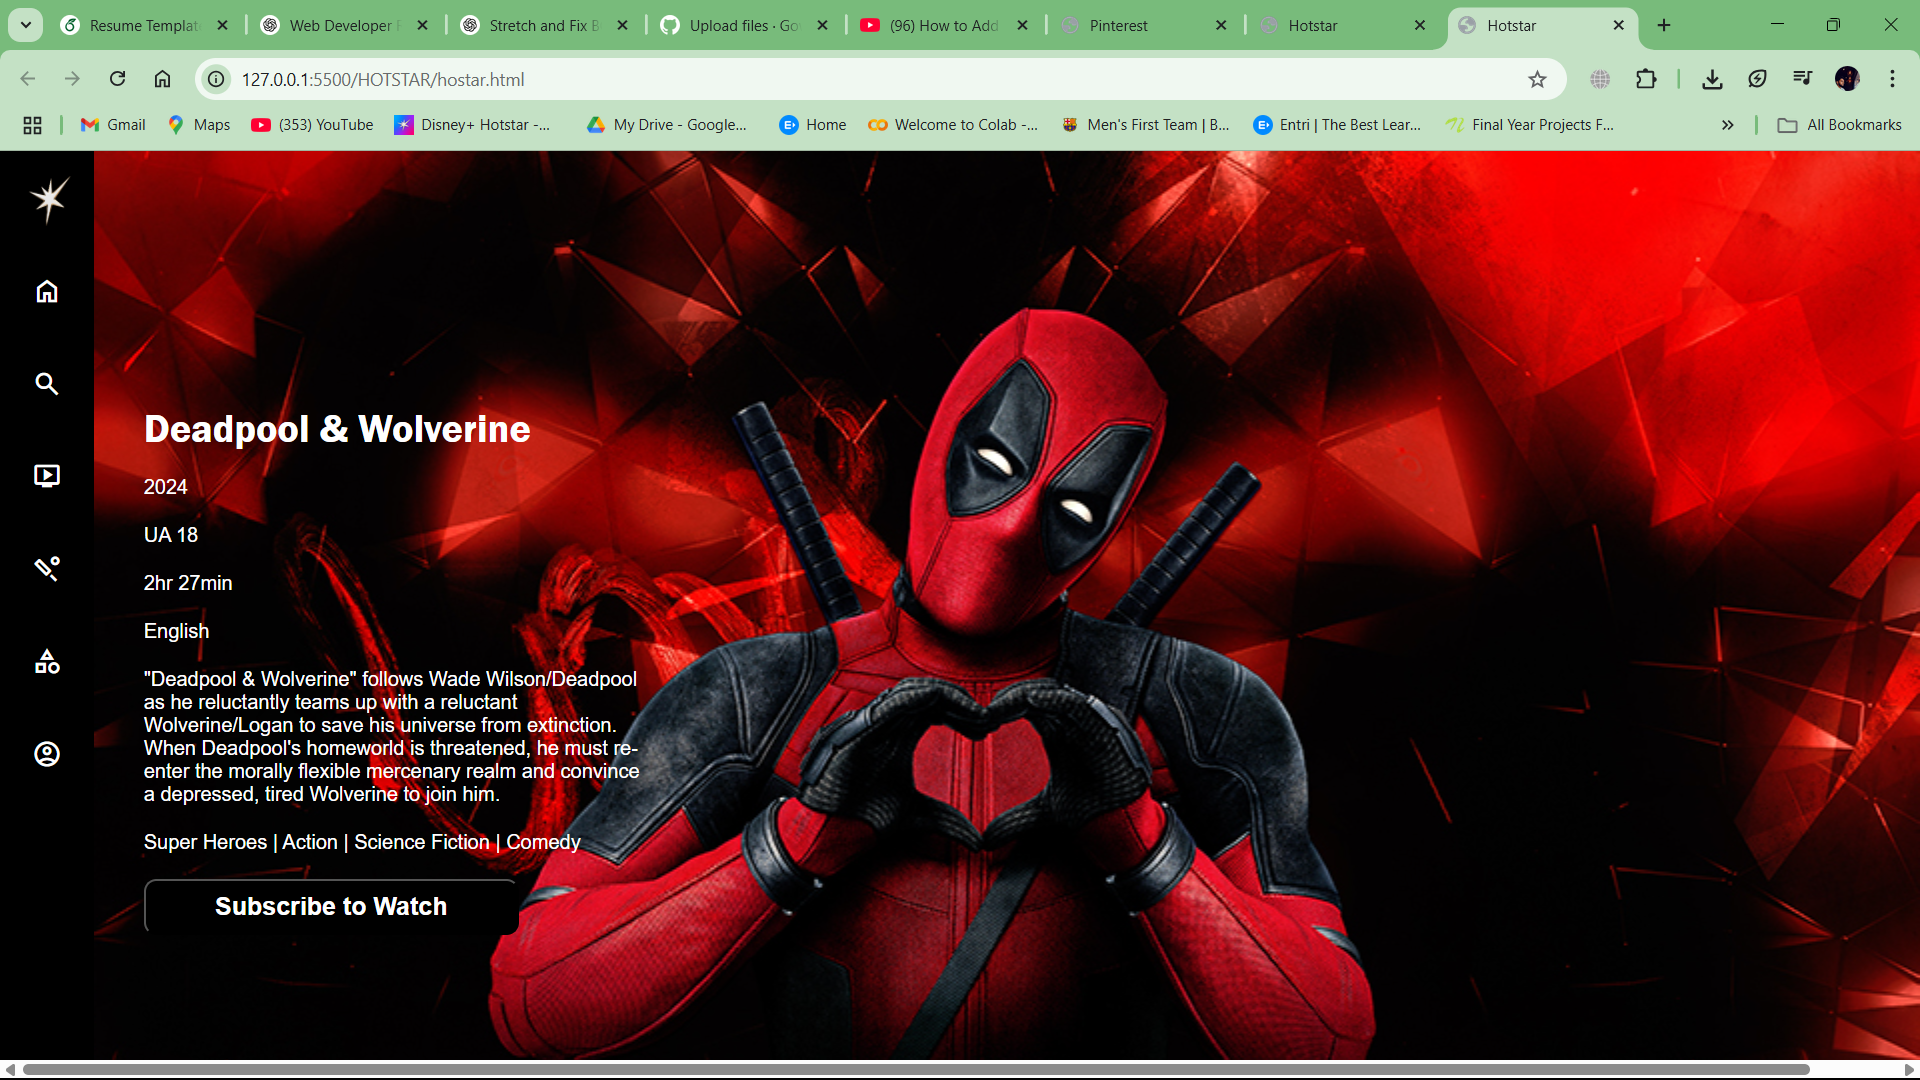 Resume Templat
Web Developer
Stretch and Fix B
Upload files · Go
(96) How to Add
Pinterest
Hotstar
Hotstar
127.0.0.1:5500/HOTSTAR/hostar.html
Gmail
Maps
(353) YouTube
Disney+ Hotstar -...
My Drive - Google...
Home
Welcome to Colab -...
Men's First Team | B...
Entri | The Best Lear...
Final Year Projects F...
All Bookmarks
Deadpool & Wolverine
2024
UA 18
2hr 27min
English
"Deadpool & Wolverine" follows Wade Wilson/Deadpool
as he reluctantly teams up with a reluctant
Wolverine/Logan to save his universe from extinction.
When Deadpool's homeworld is threatened, he must re-
enter the morally flexible mercenary realm and convince
a depressed, tired Wolverine to join him.
Super Heroes | Action | Science Fiction | Comedy
Subscribe to Watch